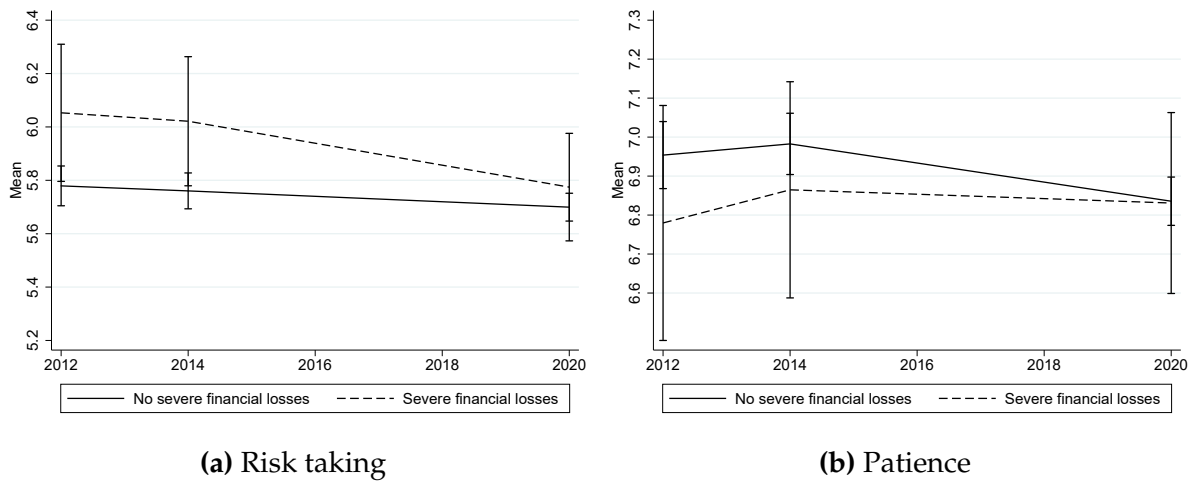 6.4
6.2
6.0
5.8
5.6
5.4
5.2
Mean
2012 2014 2016 2018 2020
No severe financial losses Severe financial losses
(a) Risk taking
7.3
7.2
7.1
7.0
6.9
6.8
6.7
6.6
Mean
2012 2014 2016 2018 2020
No severe financial losses Severe financial losses
(b) Patience